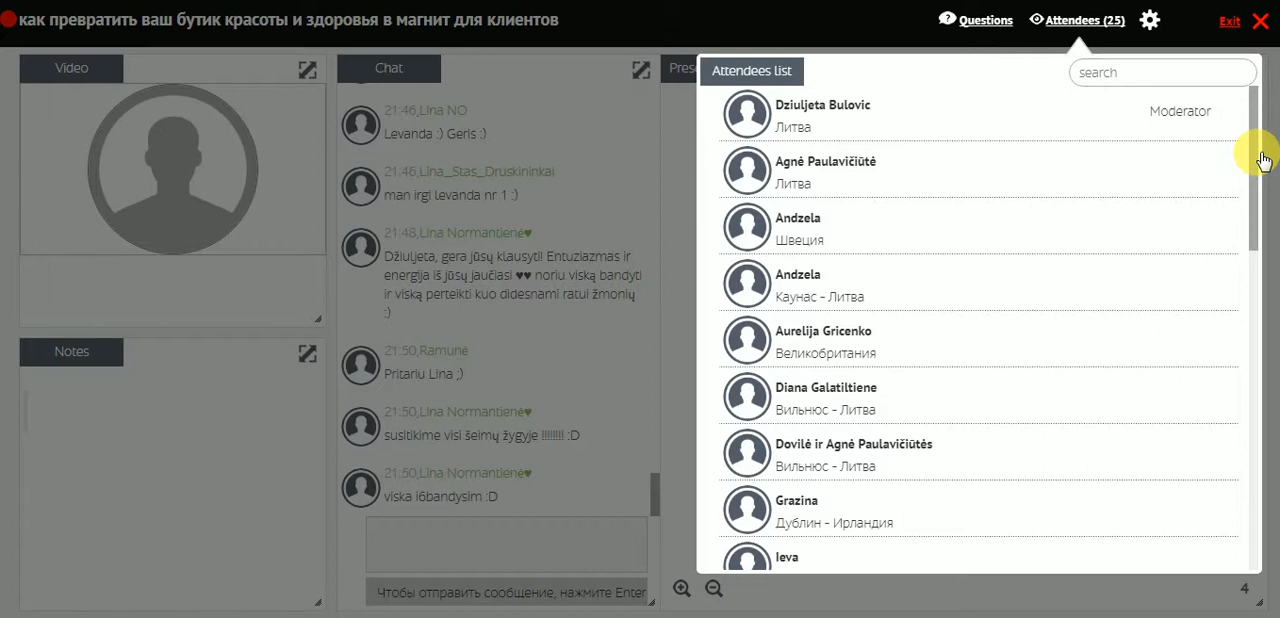 как превратить ваш бутик красоты и здоровья в магнит для клиентов
Questions
Attendees (25)
Exit
Video
Notes
Chat
21:46,Lina NO
Levanda :) Geris :)
21:46,Lina_Stas_Druskininkai
man irgi levanda nr 1 :)
21:48,Lina Normantienė♥
Džiuljeta, gera jūsų klausyti! Entuziazmas ir
energija iš jūsų jaučiasi ♥♥ noriu viską bandyti
ir viską perteikti kuo didesnami ratui žmonių
:)
21:50,Ramunė
Pritariu Lina ;)
21:50,Lina Normantienė♥
susitikime visi šeimų žygyje !!!!!!!! :D
21:50,Lina Normantienė♥
viska i6bandysim :D
Чтобы отправить сообщение, нажмите Enter
Pres
Attendees list
search
Dziuljeta Bulovic
Литва
Moderator
Agnė Paulavičiūtė
Литва
Andzela
Швеция
Andzela
Каунас - Литва
Aurelija Gricenko
Великобритания
Diana Galatiltiene
Вильнюс - Литва
Dovilė ir Agnė Paulavičiūtės
Вильнюс - Литва
Grazina
Дублин - Ирландия
Ieva
4